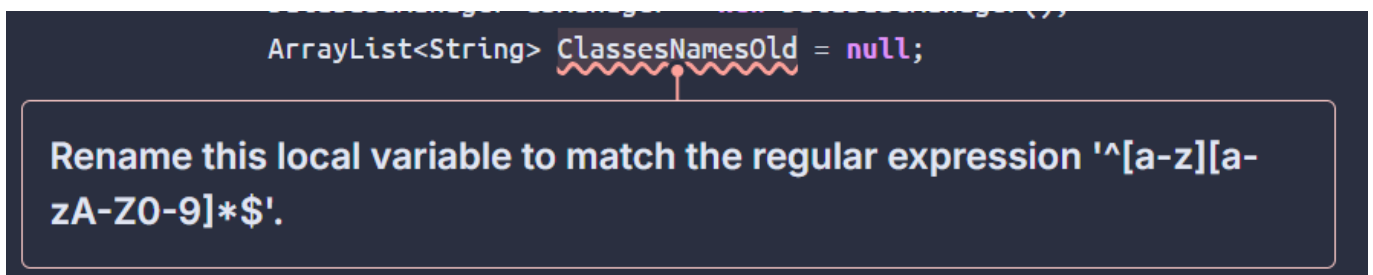 ArrayList<String> ClassesNamesOld = null;
Rename this local variable to match the regular expression '^[a-z][a-
zA-Z0-9]*$'.